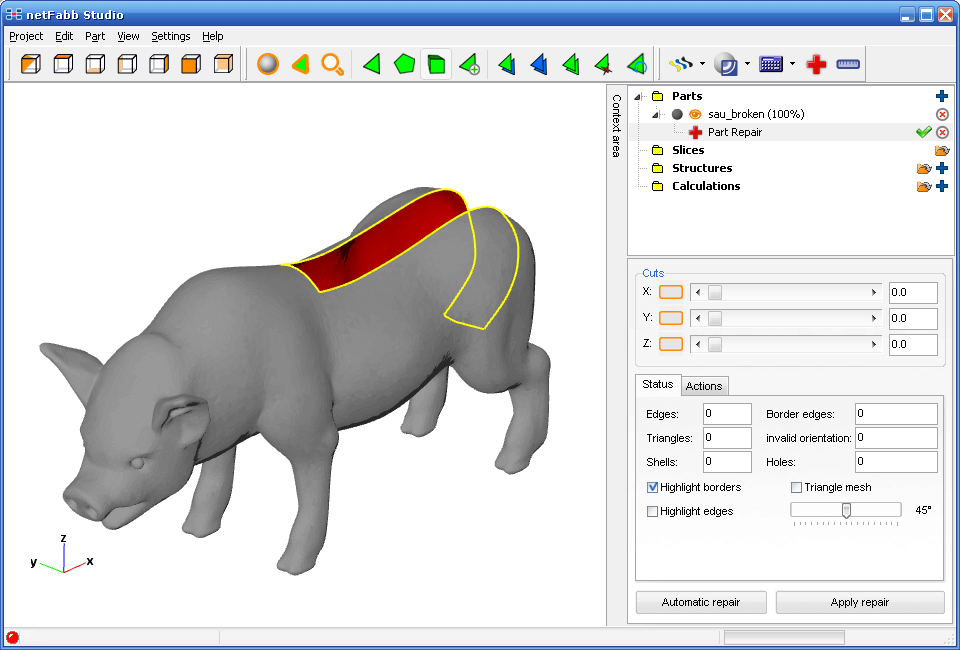 netFabb Studio
Project Edit Part View Settings Help
Context area
Parts
sau_broken (100%)
Part Repair
Slices
Structures
Calculations
Cuts
X: 0.0
Y: 0.0
Z: 0.0
Status Actions
Edges: 0 Border edges: 0
Triangles: 0 invalid orientation: 0
Shells: 0 Holes: 0
Highlight borders Triangle mesh
Highlight edges 45°
Automatic repair Apply repair
z
y x